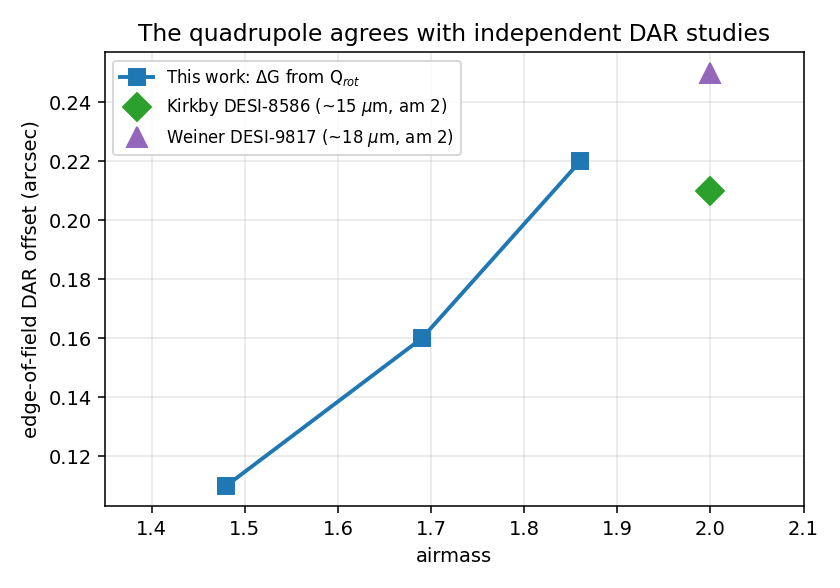 The quadrupole agrees with independent DAR studies
This work: ΔG from Q_rot
Kirkby DESI-8586 (~15 μm, am 2)
Weiner DESI-9817 (~18 μm, am 2)
edge-of-field DAR offset (arcsec)
0.24
0.22
0.20
0.18
0.16
0.14
0.12
1.4 1.5 1.6 1.7 1.8 1.9 2.0 2.1
airmass